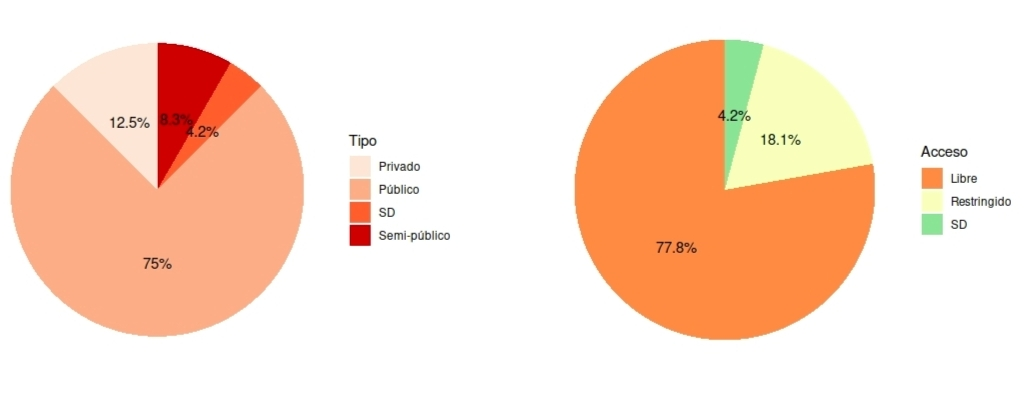 12.5%
8.3%
4.2%
75%
Tipo
Privado
Público
SD
Semi-público
4.2%
18.1%
77.8%
Acceso
Libre
Restringido
SD